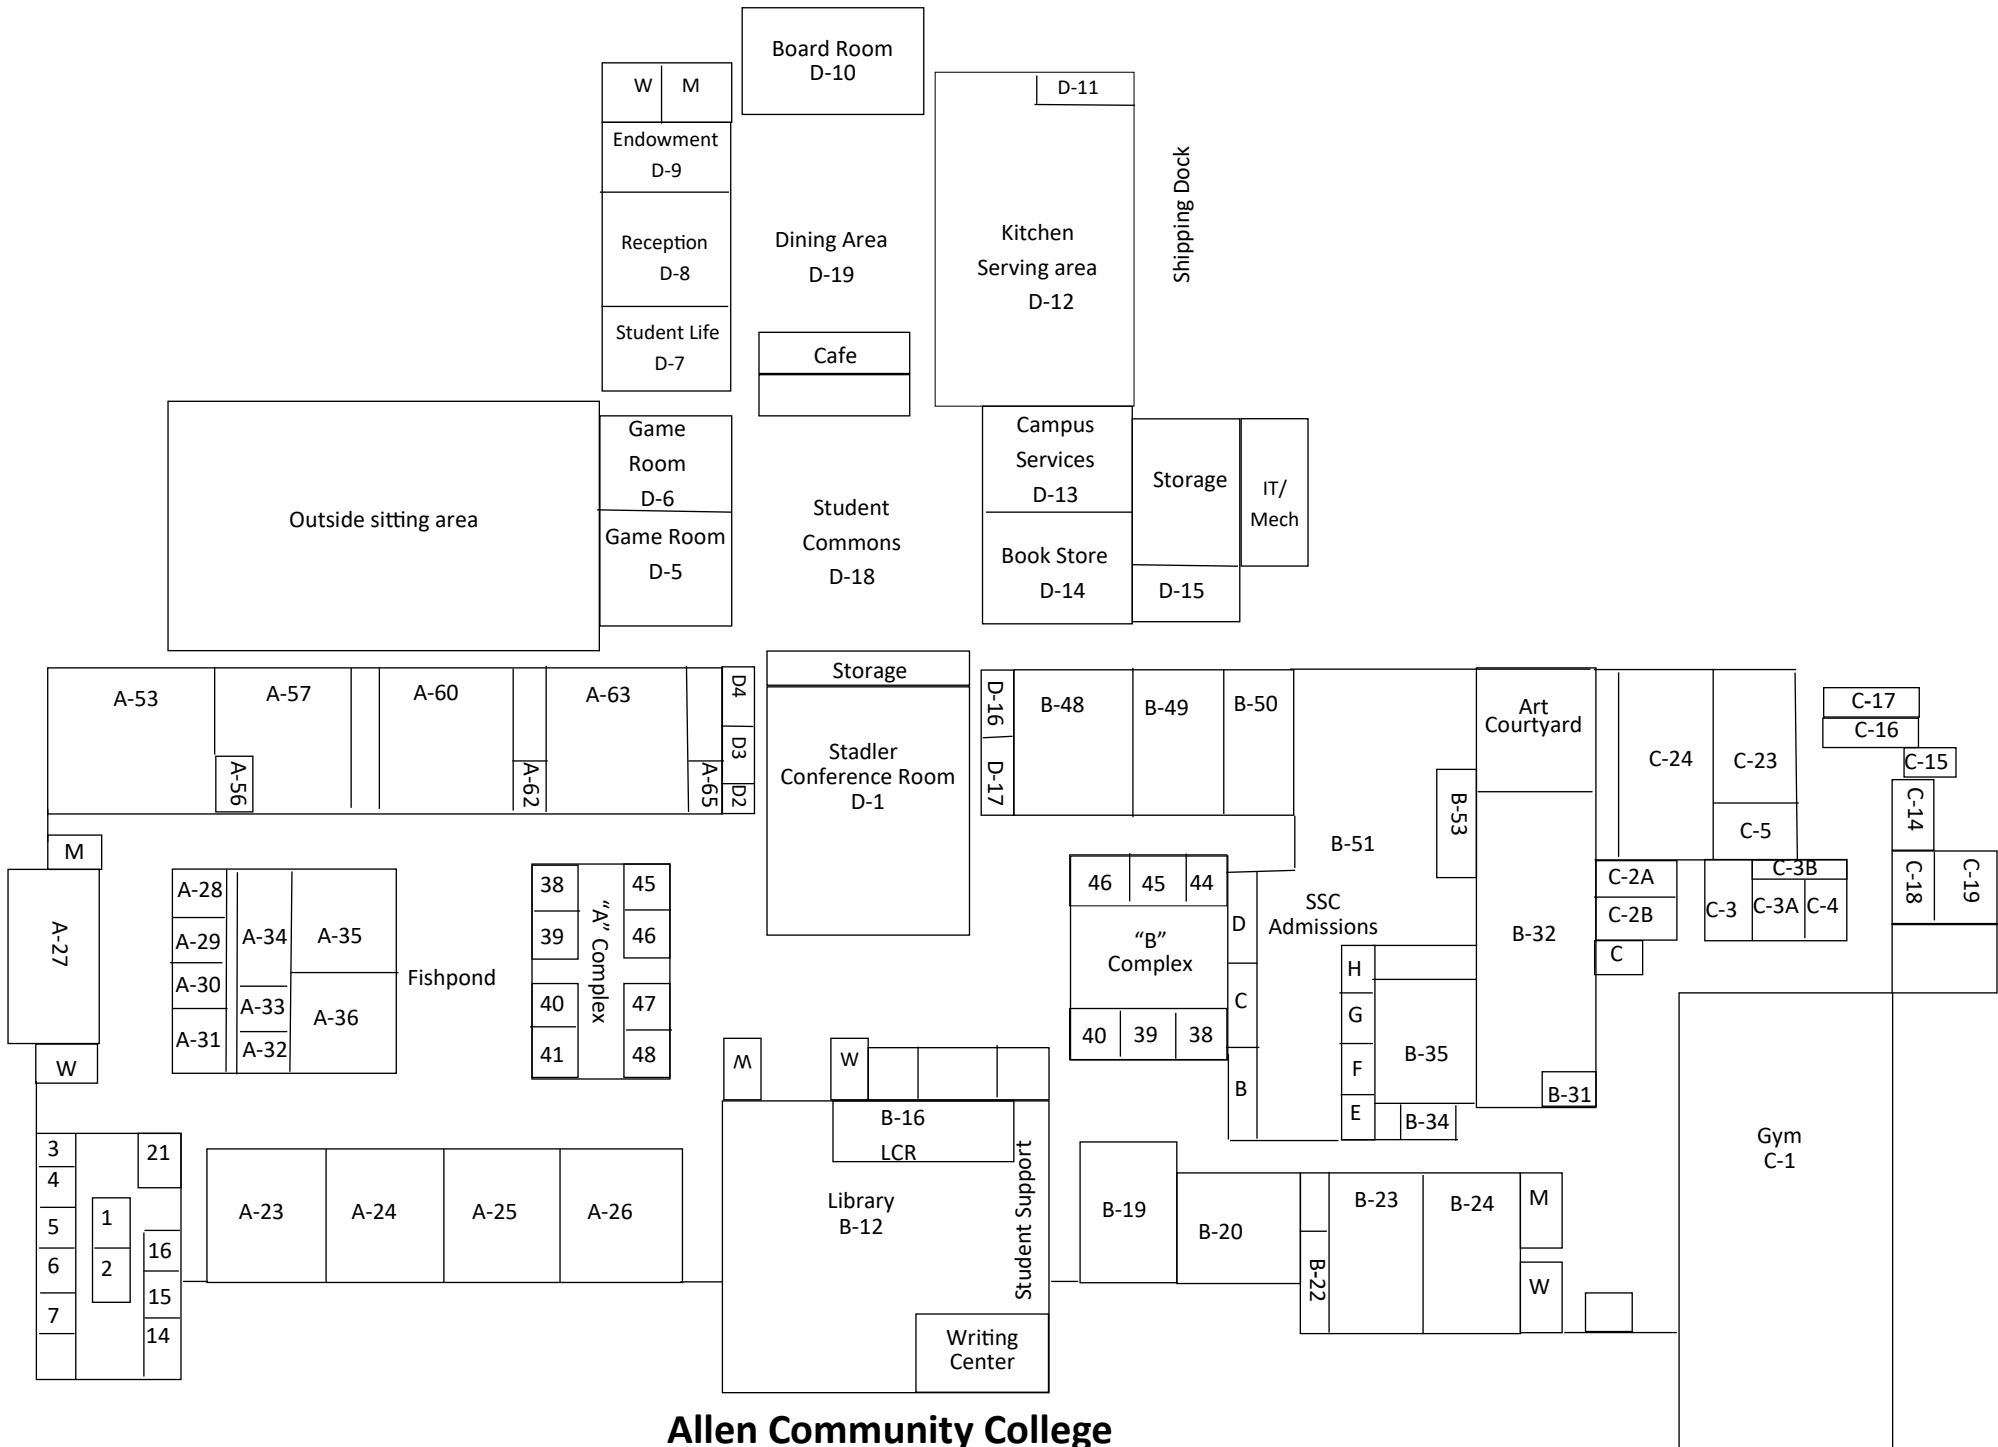 Board Room
D-10
W
M
D-11
Endowment
D-9
Shipping Dock
Reception
D-8
Dining Area
D-19
Kitchen
Serving area
D-12
Student Life
D-7
Cafe
Game
Room
D-6
Campus
Services
D-13
Storage
IT/
Mech
Outside sitting area
Student
Commons
D-18
Game Room
D-5
Book Store
D-14
D-15
A-53
A-57
A-60
A-63
A-56
A-62
A-65
D4
D3
D2
Storage
Stadler
Conference Room
D-1
D-16
D-17
B-48
B-49
B-50
B-51
B-53
Art
Courtyard
C-24
C-23
C-5
C-17
C-16
C-15
C-14
C-18
C-19
M
A-27
W
A-28
A-29
A-30
A-31
A-34
A-33
A-32
A-35
A-36
Fishpond
38
39
40
41
"A" Complex
45
46
47
48
46
45
44
"B"
Complex
40
39
38
D
C
B
SSC
Admissions
H
G
F
E
B-35
B-34
B-32
B-31
C-2A
C-2B
C
C-3
C-3B
C-3A
C-4
M
W
B-16
LCR
Library
B-12
Student Support
Writing
Center
3
4
5
6
7
1
2
21
16
15
14
A-23
A-24
A-25
A-26
B-19
B-20
B-22
B-23
B-24
M
W
Gym
C-1
Allen Community College